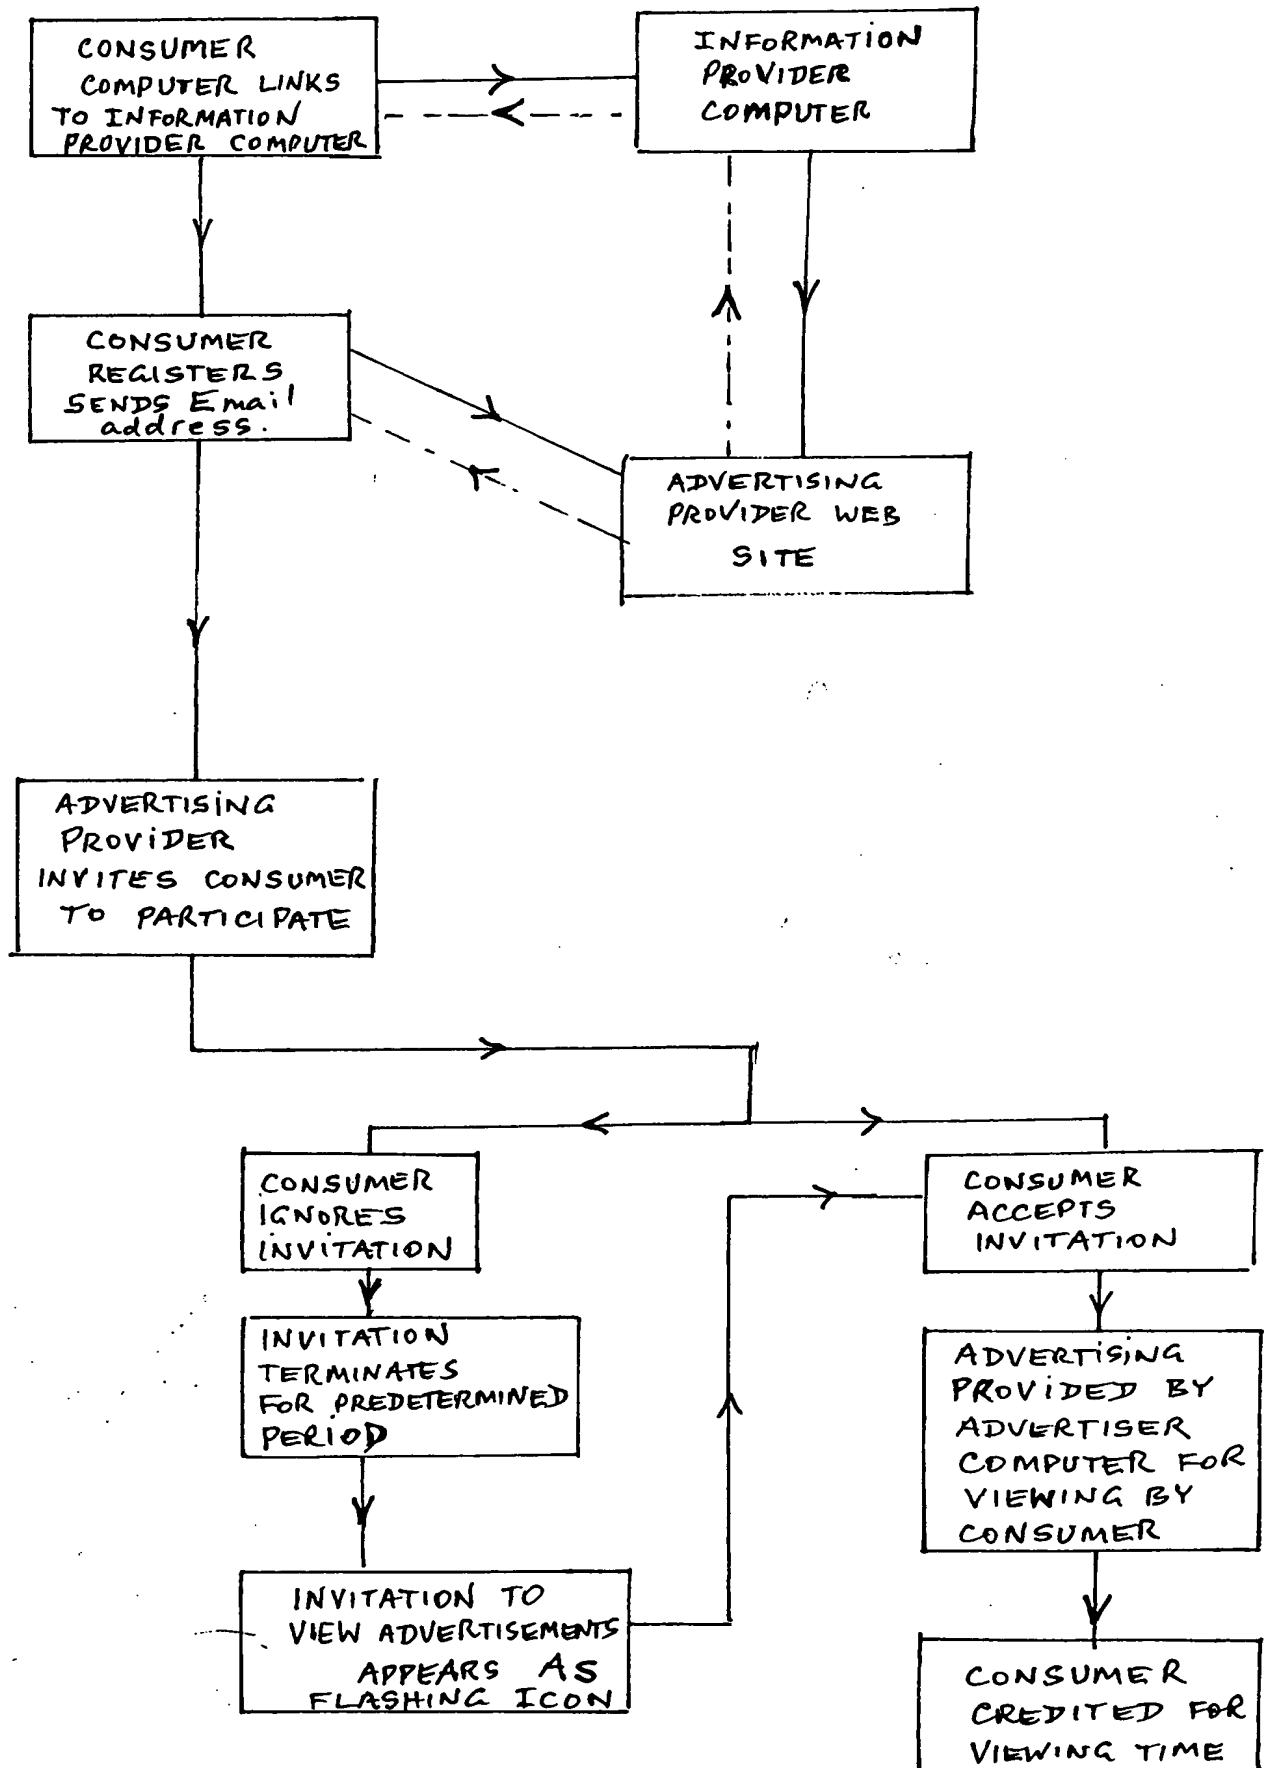 CONSUMER
COMPUTER LINKS
TO INFORMATION
PROVIDER COMPUTER
INFORMATION
PROVIDER
COMPUTER
CONSUMER
REGISTERS
SENDS Email
address.
ADVERTISING
PROVIDER WEB
SITE
ADVERTISING
PROVIDER
INVITES CONSUMER
TO PARTICIPATE
CONSUMER
IGNORES
INVITATION
INVITATION
TERMINATES
FOR PREDETERMINED
PERIOD
INVITATION TO
VIEW ADVERTISEMENTS
APPEARS AS
FLASHING ICON
CONSUMER
ACCEPTS
INVITATION
ADVERTISING
PROVIDED BY
ADVERTISER
COMPUTER FOR
VIEWING BY
CONSUMER
CONSUMER
CREDITED FOR
VIEWING TIME